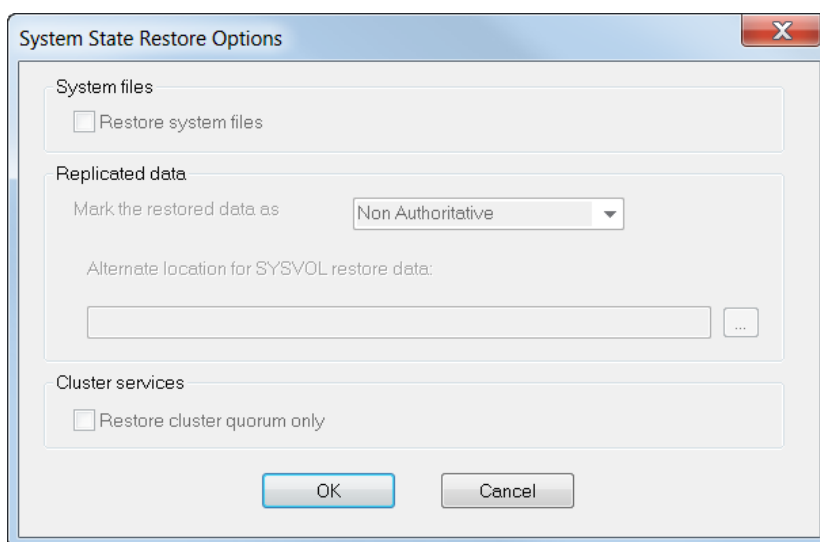 System State Restore Options
System files
Restore system files
Replicated data
Mark the restored data as Non Authoritative
Alternate location for SYSVOL restore data:
...
Cluster services
Restore cluster quorum only
OK Cancel